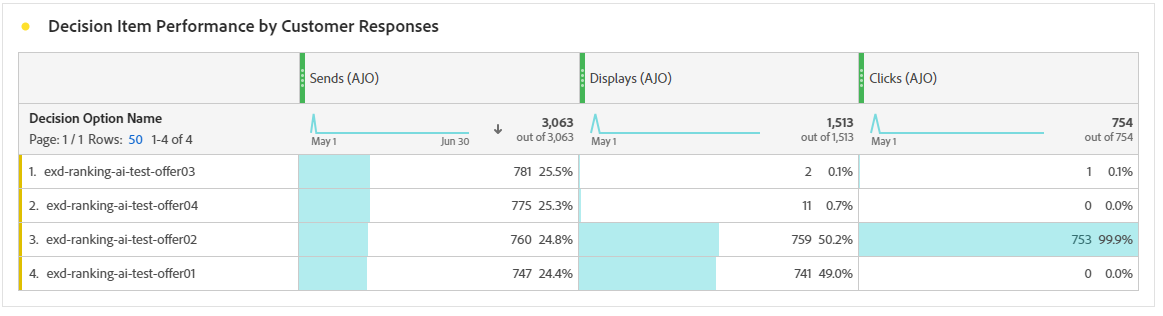 Decision Item Performance by Customer Responses
Sends (AJO) Displays (AJO) Clicks (AJO)
Decision Option Name 3,063 1,513 754
Page: 1 / 1 Rows: 50 1-4 of 4 out of 3,063 out of 1,513 out of 754
May 1 Jun 30 May 1 May 1
1. exd-ranking-ai-test-offer03 781 25.5% 2 0.1% 1 0.1%
2. exd-ranking-ai-test-offer04 775 25.3% 11 0.7% 0 0.0%
3. exd-ranking-ai-test-offer02 760 24.8% 759 50.2% 753 99.9%
4. exd-ranking-ai-test-offer01 747 24.4% 741 49.0% 0 0.0%